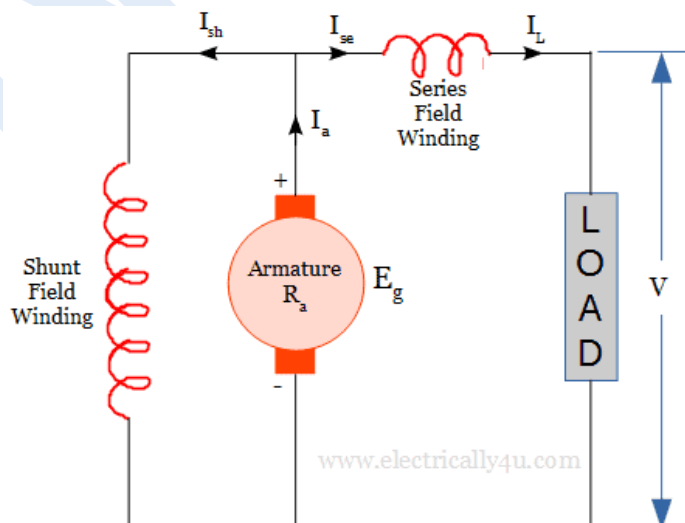 I_sh
I_se
I_L
Series
Field
Winding
I_a
+
Shunt
Field
Winding
Armature
R_a
E_g
-
L
O
A
D
V
www.electrically4u.com